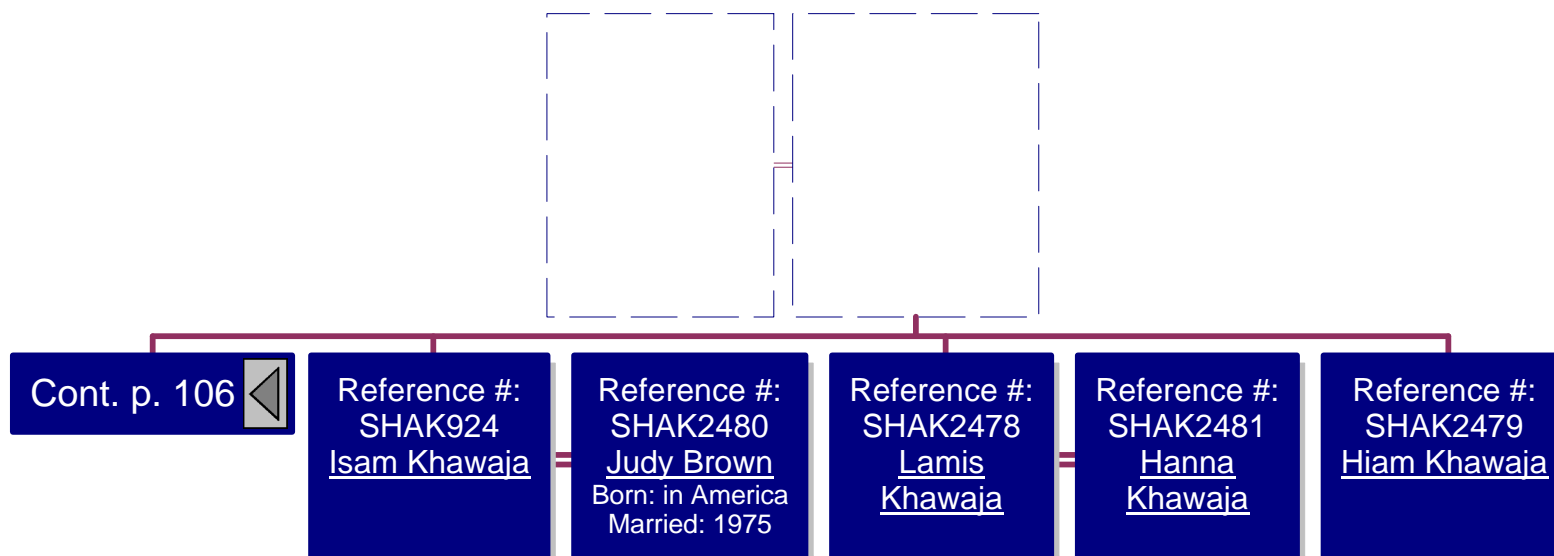 Cont. p. 106
Reference #:
SHAK924
Isam Khawaja
Reference #:
SHAK2480
Judy Brown
Born: in America
Married: 1975
Reference #:
SHAK2478
Lamis
Khawaja
Reference #:
SHAK2481
Hanna
Khawaja
Reference #:
SHAK2479
Hiam Khawaja